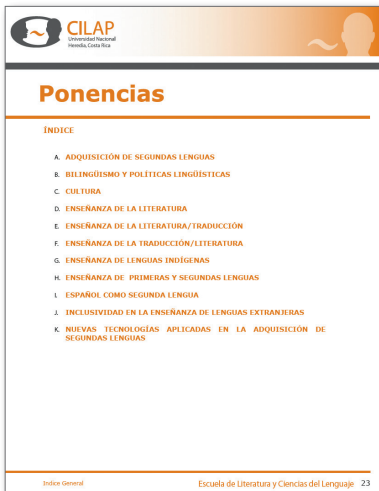 CILAP
Universidad Nacional
Heredia, Costa Rica
Ponencias
ÍNDICE
A. ADQUISICIÓN DE SEGUNDAS LENGUAS
B. BILINGÜISMO Y POLÍTICAS LINGÜÍSTICAS
C. CULTURA
D. ENSEÑANZA DE LA LITERATURA
E. ENSEÑANZA DE LA LITERATURA/TRADUCCIÓN
F. ENSEÑANZA DE LA TRADUCCIÓN/LITERATURA
G. ENSEÑANZA DE LENGUAS INDÍGENAS
H. ENSEÑANZA DE PRIMERAS Y SEGUNDAS LENGUAS
I. ESPAÑOL COMO SEGUNDA LENGUA
J. INCLUSIVIDAD EN LA ENSEÑANZA DE LENGUAS EXTRANJERAS
K. NUEVAS TECNOLOGÍAS APLICADAS EN LA ADQUISICIÓN DE
SEGUNDAS LENGUAS
Indice General
Escuela de Literatura y Ciencias del Lenguaje 23